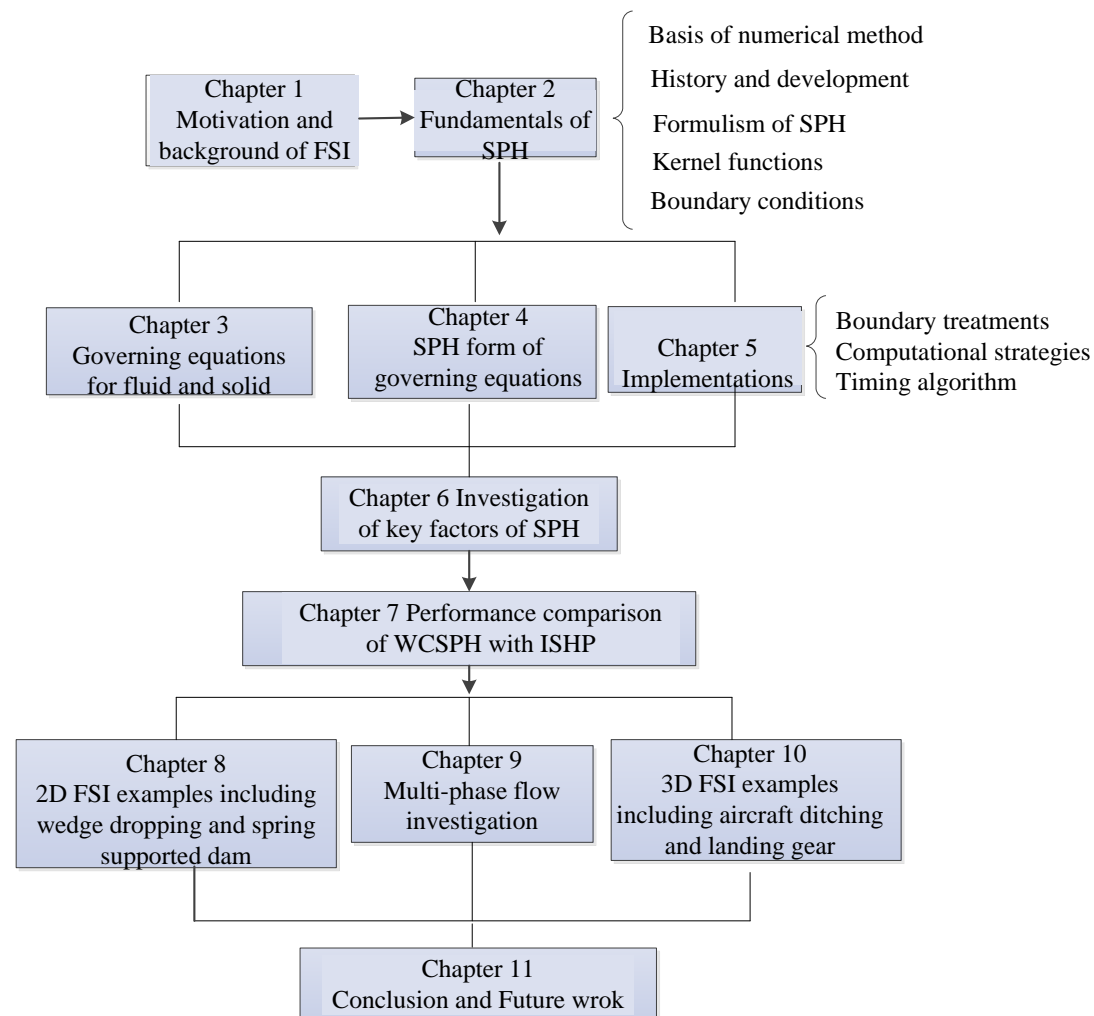 Chapter 1
Motivation and
background of FSI
Chapter 2
Fundamentals of
SPH
Basis of numerical method
History and development
Formulism of SPH
Kernel functions
Boundary conditions
Chapter 3
Governing equations
for fluid and solid
Chapter 4
SPH form of
governing equations
Chapter 5
Implementations
Boundary treatments
Computational strategies
Timing algorithm
Chapter 6 Investigation
of key factors of SPH
Chapter 7 Performance comparison
of WCSPH with ISHP
Chapter 8
2D FSI examples including
wedge dropping and spring
supported dam
Chapter 9
Multi-phase flow
investigation
Chapter 10
3D FSI examples
including aircraft ditching
and landing gear
Chapter 11
Conclusion and Future wrok